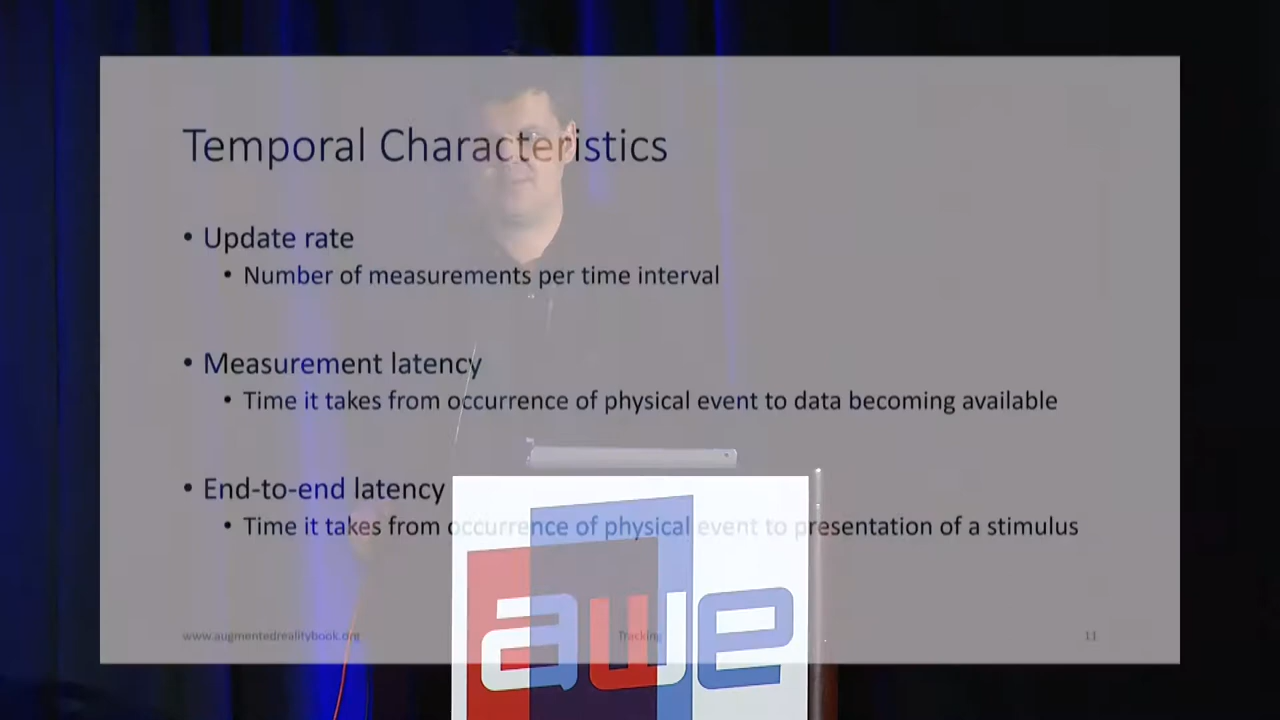 Temporal Characteristics
• Update rate
• Number of measurements per time interval
• Measurement latency
• Time it takes from occurrence of physical event to data becoming available
• End-to-end latency
• Time it takes from occurrence of physical event to presentation of a stimulus
www.augmentedrealitybook.org
Tracking
11
awe